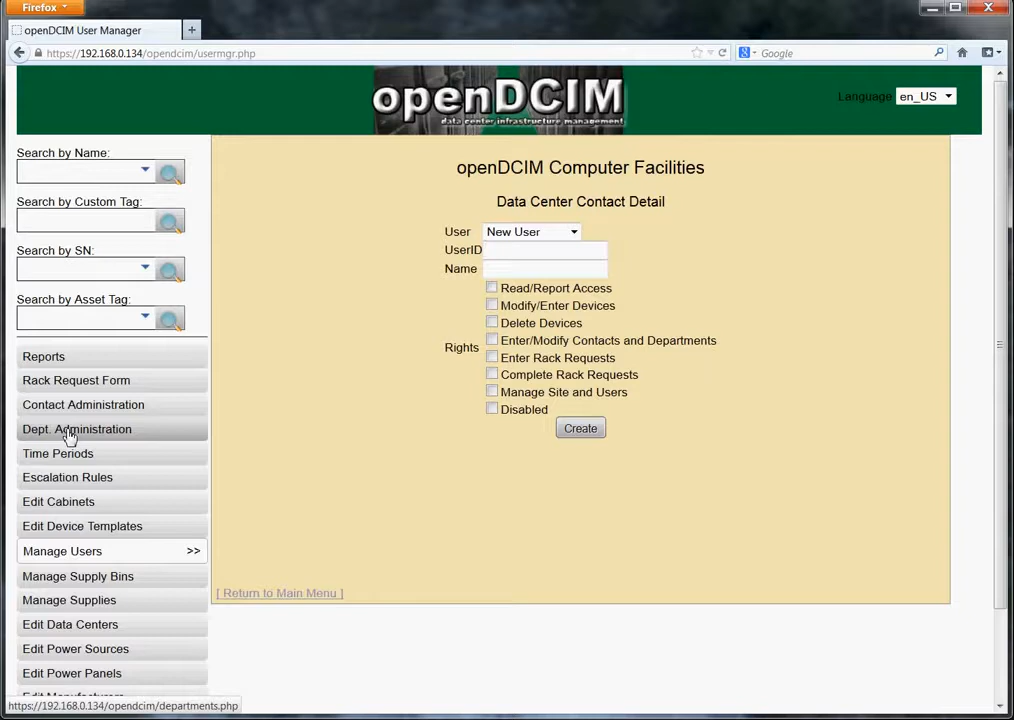 Firefox
openDCIM User Manager
https://192.168.0.134/opendcim/usermgr.php
Google
openDCIM
data center infrastructure management
Language en_US
Search by Name:
Search by Custom Tag:
Search by SN:
Search by Asset Tag:
Reports
Rack Request Form
Contact Administration
Dept. Administration
Time Periods
Escalation Rules
Edit Cabinets
Edit Device Templates
Manage Users >>
Manage Supply Bins
Manage Supplies
Edit Data Centers
Edit Power Sources
Edit Power Panels
Edit Manufacturers
openDCIM Computer Facilities
Data Center Contact Detail
User New User
UserID
Name
Rights
Read/Report Access
Modify/Enter Devices
Delete Devices
Enter/Modify Contacts and Departments
Enter Rack Requests
Complete Rack Requests
Manage Site and Users
Disabled
Create
[ Return to Main Menu ]
https://192.168.0.134/opendcim/departments.php